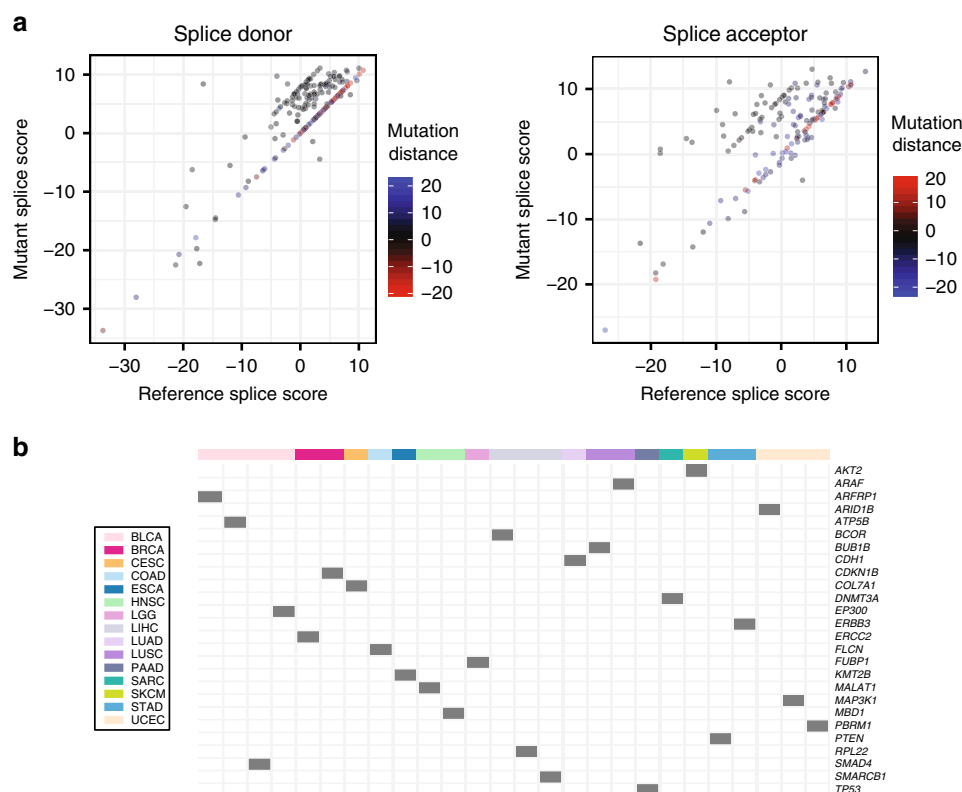 a
Splice donor
Mutant splice score
10
0
−10
−20
−30
−30
−20
−10
0
10
Reference splice score
Mutation
distance
20
10
0
−10
−20
Splice acceptor
Mutant splice score
10
0
−10
−20
−20
−10
0
10
Reference splice score
Mutation
distance
20
10
0
−10
−20
b
BLCA
BRCA
CESC
COAD
ESCA
HNSC
LGG
LIHC
LUAD
LUSC
PAAD
SARC
SKCM
STAD
UCEC
AKT2
ARAF
ARFRP1
ARID1B
ATP5B
BCOR
BUB1B
CDH1
CDKN1B
COL7A1
DNMT3A
EP300
ERBB3
ERCC2
FLCN
FUBP1
KMT2B
MALAT1
MAP3K1
MBD1
PBRM1
PTEN
RPL22
SMAD4
SMARCB1
TP53